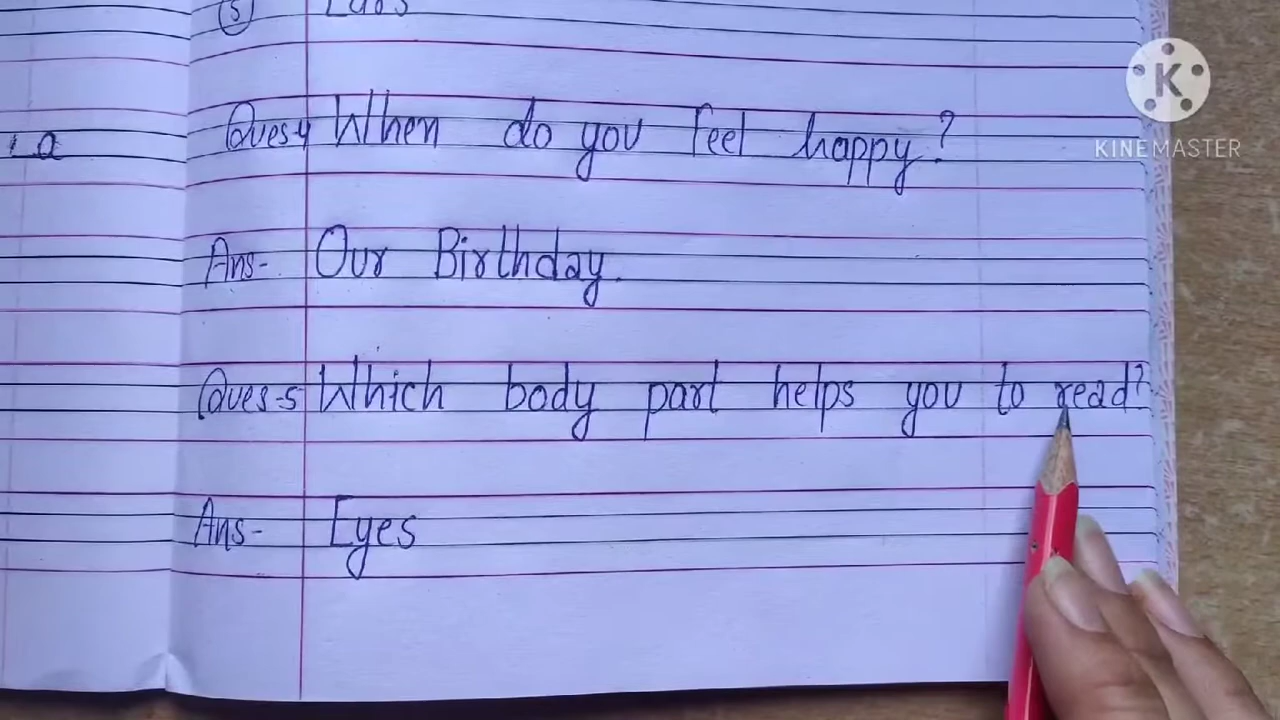 a
Ques 4 When do you feel happy?
Ans- Our Birthday.
Ques-5 Which body part helps you to read?
Ans- Eyes
K
KINEMASTER